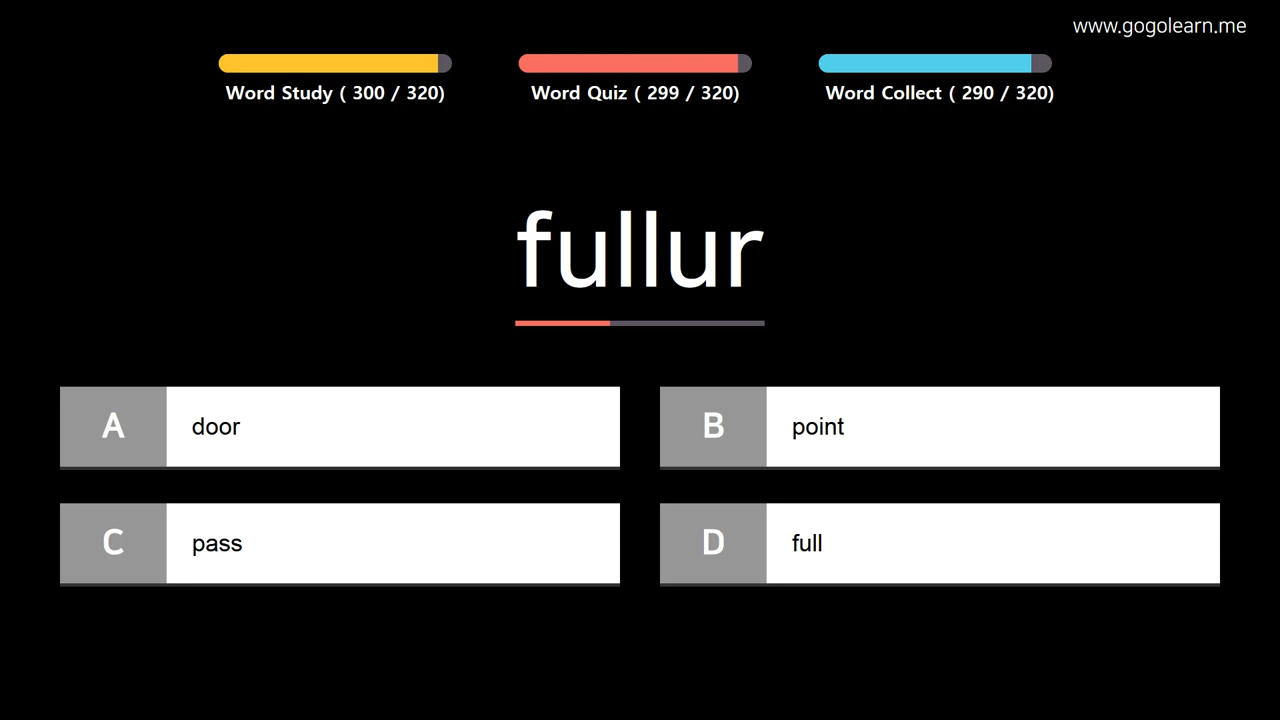 www.gogolearn.me
Word Study ( 300 / 320)
Word Quiz ( 299 / 320)
Word Collect ( 290 / 320)
fullur
A door
B point
C pass
D full